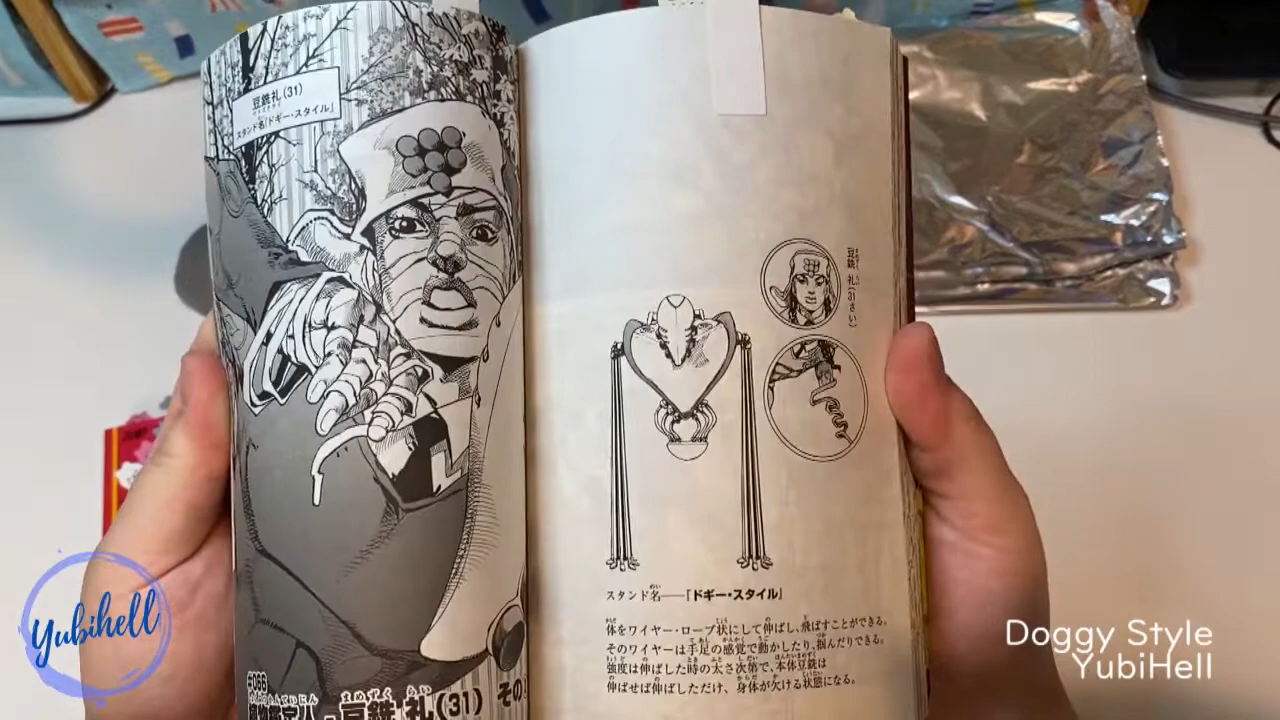 豆銑礼(31)
スタンド名『ドギー・スタイル』
#066
豆銑 礼(31) その
豆銑 礼(31さい)
スタンド名──『ドギー・スタイル』
体をワイヤー・ロープ状にして伸ばし、飛ばすことができる。
そのワイヤーは手足の感覚で動かしたり、掴んだりできる。
強度は伸ばした時の太さ次第で、本体豆銑は
伸ばせば伸ばしただけ、身体が欠ける状態になる。
Yubihell
Doggy Style
YubiHell